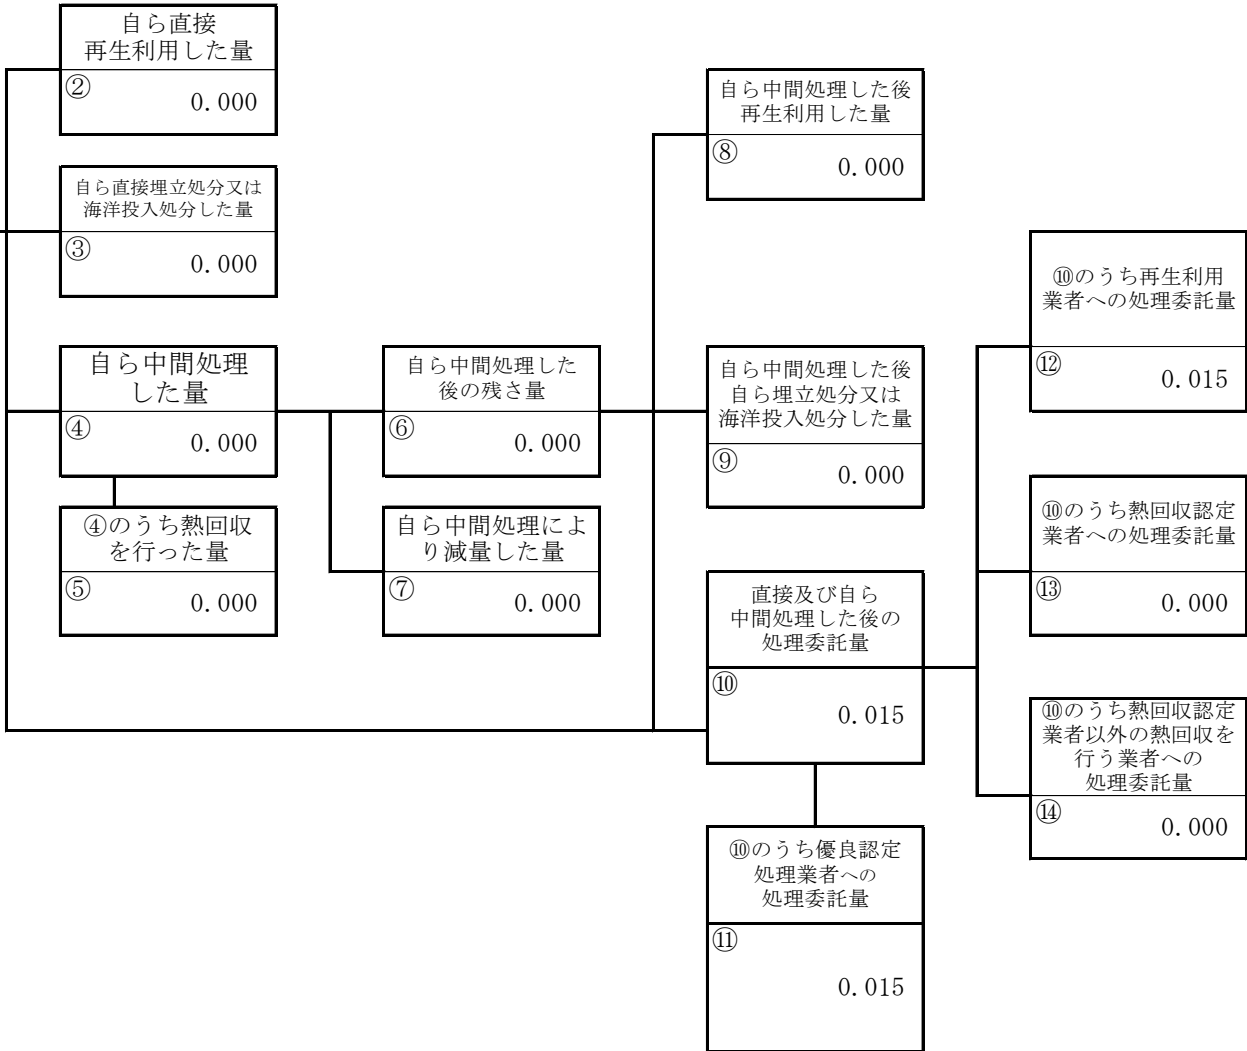 自ら直接
再生利用した量
②
0.000
自ら直接埋立処分又は
海洋投入処分した量
③
0.000
自ら中間処理
した量
④
0.000
④のうち熱回収
を行った量
⑤
0.000
自ら中間処理した
後の残さ量
⑥
0.000
自ら中間処理によ
り減量した量
⑦
0.000
自ら中間処理した後
再生利用した量
⑧
0.000
自ら中間処理した後
自ら埋立処分又は
海洋投入処分した量
⑨
0.000
直接及び自ら
中間処理した後の
処理委託量
⑩
0.015
⑩のうち優良認定
処理業者への
処理委託量
⑪
0.015
⑩のうち再生利用
業者への処理委託量
⑫
0.015
⑩のうち熱回収認定
業者への処理委託量
⑬
0.000
⑩のうち熱回収認定
業者以外の熱回収を
行う業者への
処理委託量
⑭
0.000